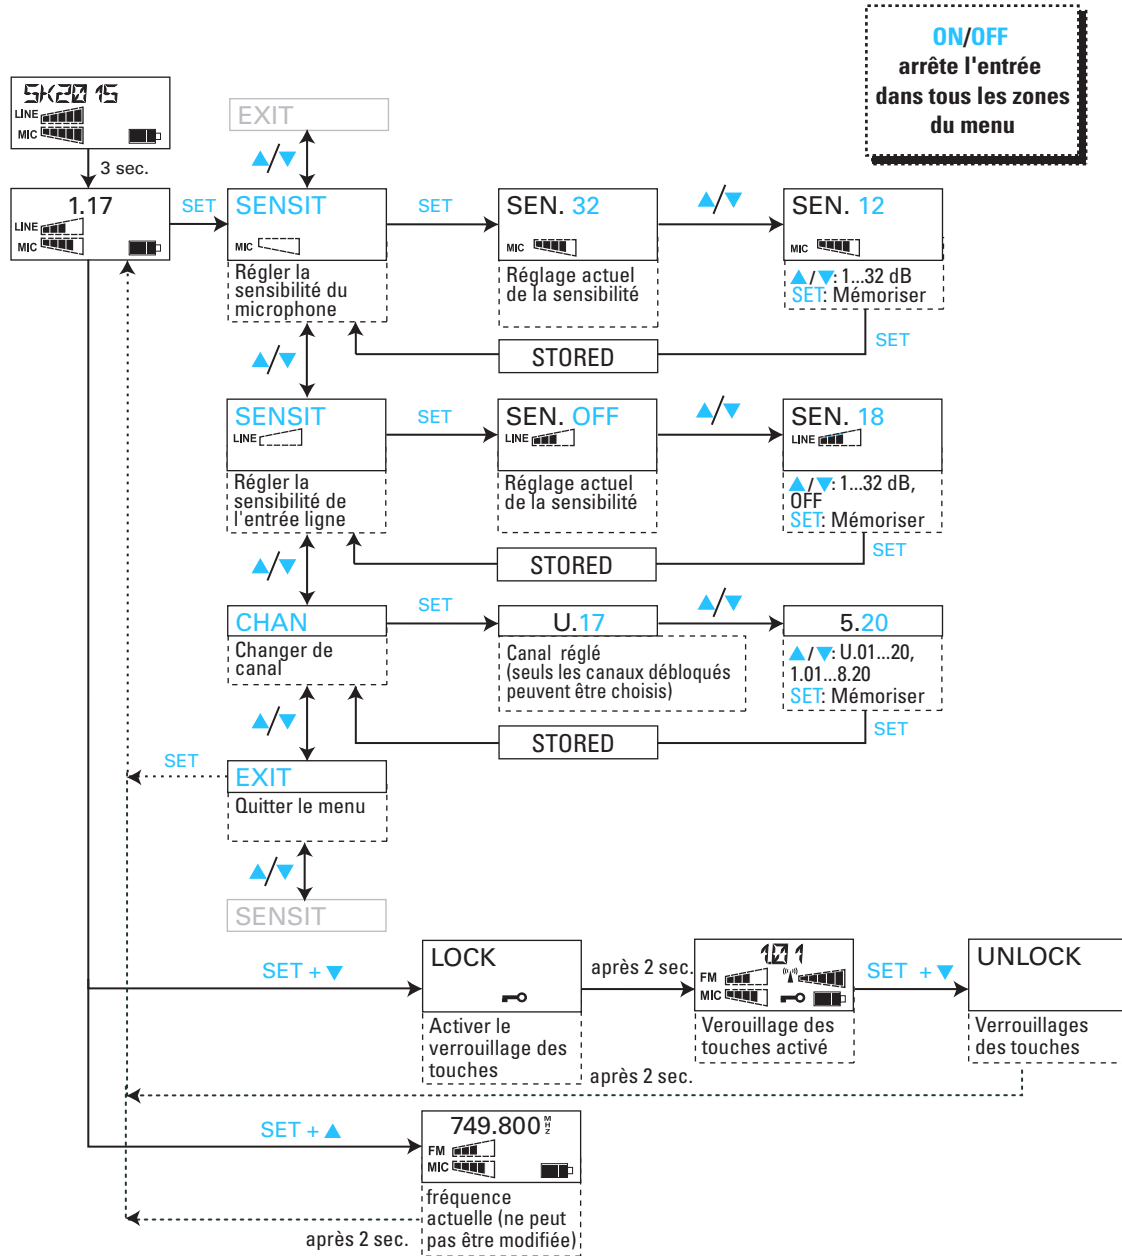 ON/OFF
arrête l'entrée
dans tous les zones
du menu
SK2015
LINE
MIC
3 sec.
1.17
LINE
MIC
SET
EXIT
▲/▼
SENSIT
MIC
Régler la
sensibilité du
microphone
SET
SEN. 32
MIC
Réglage actuel
de la sensibilité
▲/▼
SEN. 12
MIC
▲/▼: 1...32 dB
SET: Mémoriser
SET
STORED
▲/▼
SENSIT
LINE
Régler la
sensibilité de
l'entrée ligne
SET
SEN. OFF
LINE
Réglage actuel
de la sensibilité
▲/▼
SEN. 18
LINE
▲/▼: 1...32 dB,
OFF
SET: Mémoriser
SET
STORED
▲/▼
CHAN
Changer de
canal
SET
U.17
Canal réglé
(seuls les canaux débloqués
peuvent être choisis)
▲/▼
5.20
▲/▼: U.01...20,
1.01...8.20
SET: Mémoriser
SET
STORED
▲/▼
SET
EXIT
Quitter le menu
▲/▼
SENSIT
SET + ▼
LOCK
Activer le
verrouillage des
touches
après 2 sec.
1.01
FM
MIC
Verouillage des
touches activé
SET + ▼
UNLOCK
Verrouillages
des touches
après 2 sec.
SET + ▲
749.800 MHZ
FM
MIC
fréquence
actuelle (ne peut
pas être modifiée)
après 2 sec.